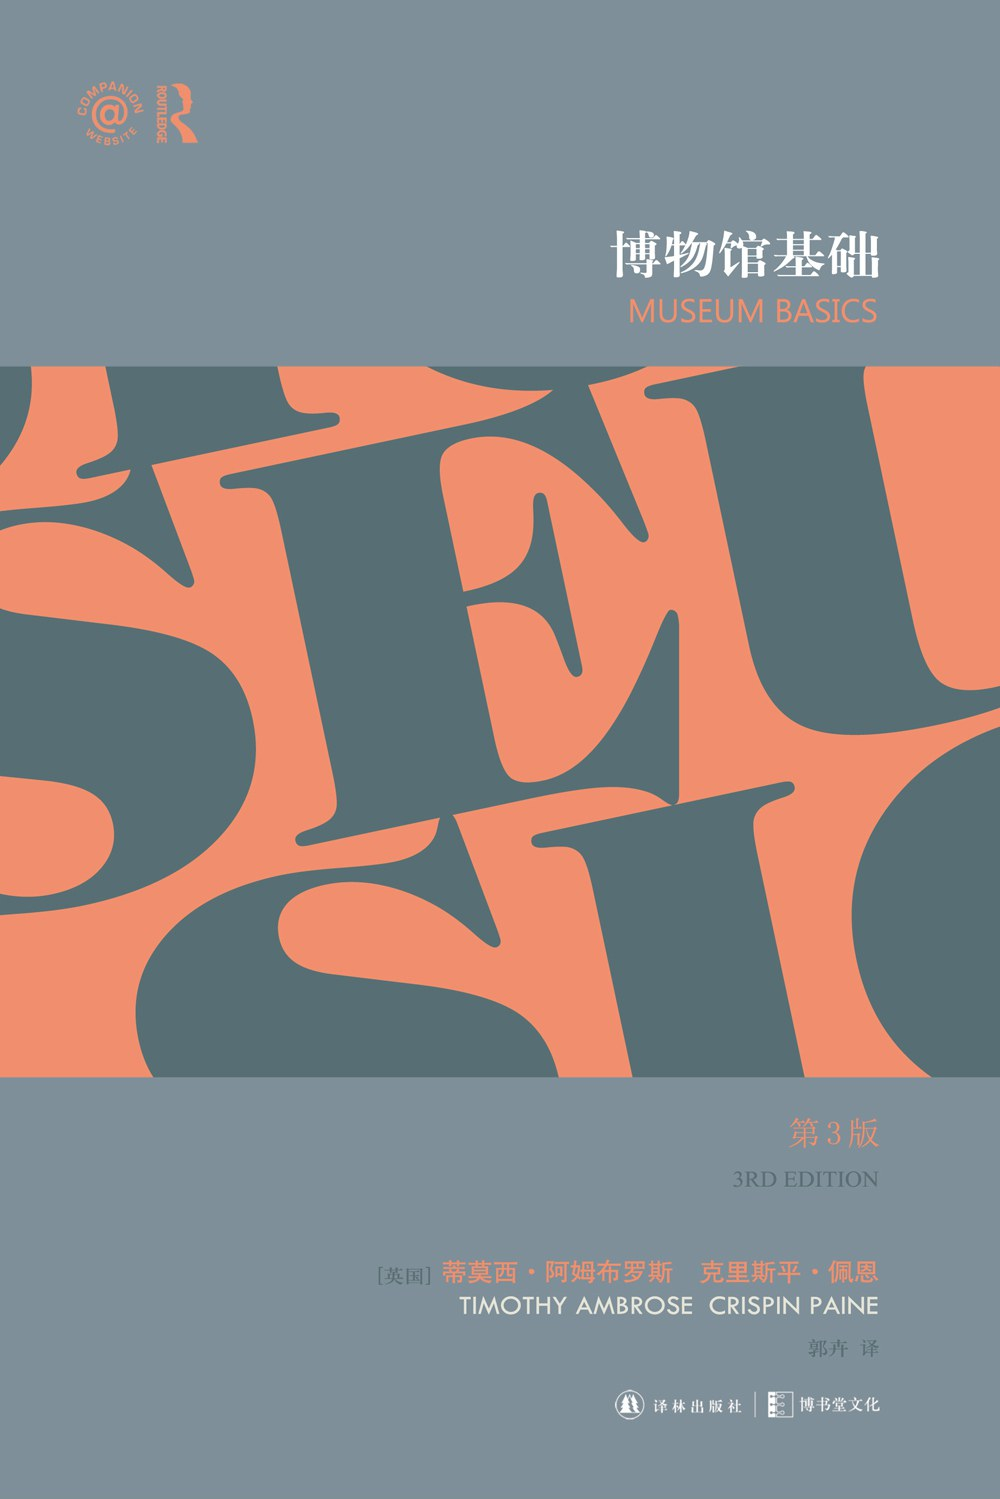 COMPANION
@
WEBSITE
ROUTLEDGE
博物馆基础
MUSEUM BASICS
SEU
SIC
第3版
3RD EDITION
[英国] 蒂莫西·阿姆布罗斯 克里斯平·佩恩
TIMOTHY AMBROSE CRISPIN PAINE
郭卉 译
译林出版社 | 博书堂文化